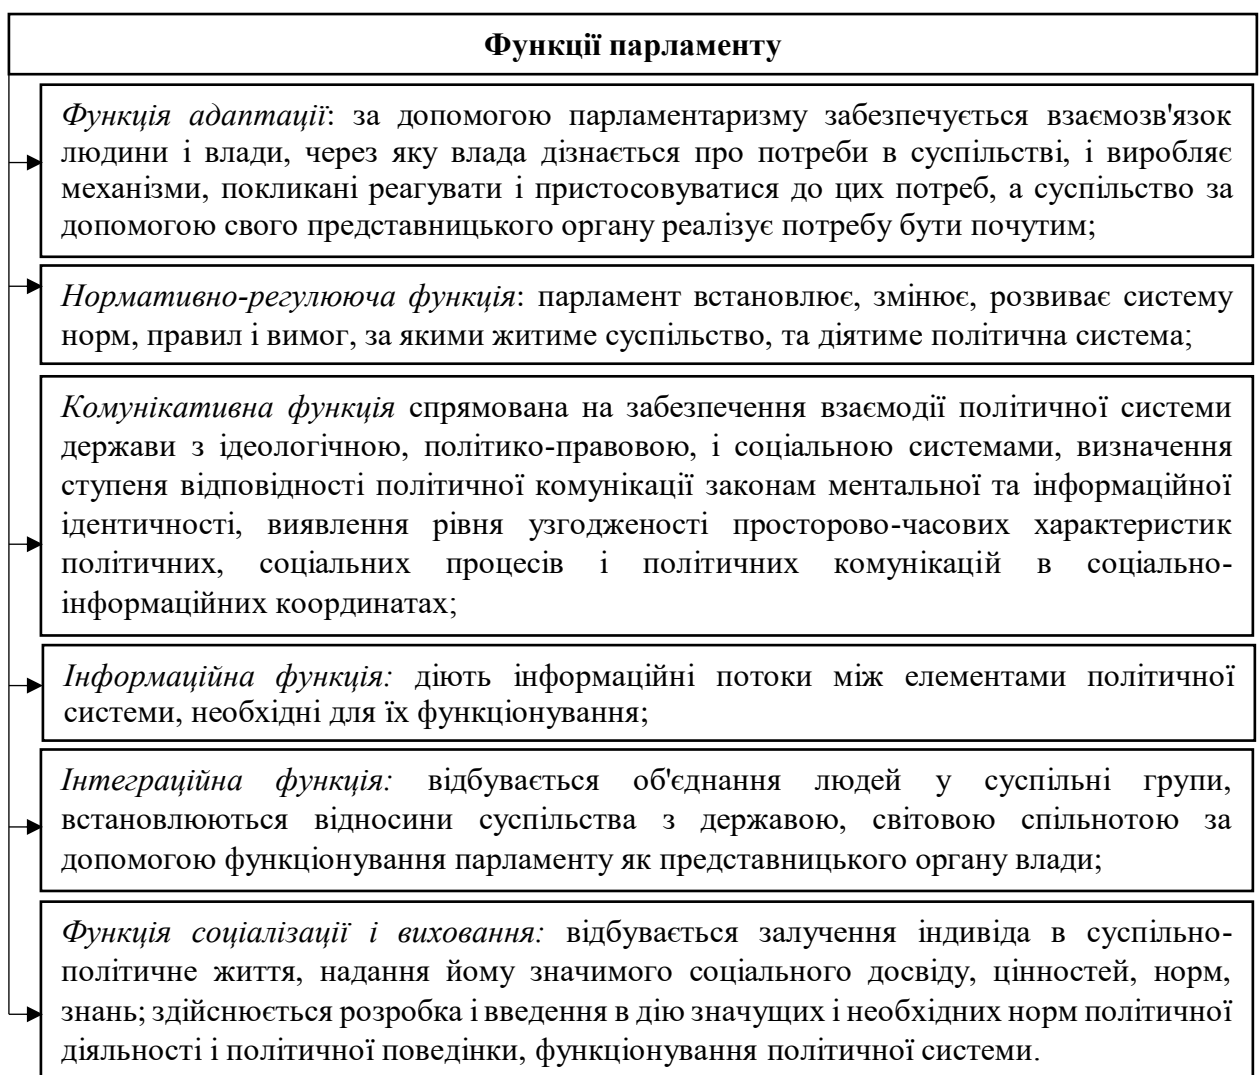 Функції парламенту
Функція адаптації: за допомогою парламентаризму забезпечується взаємозв'язок
людини і влади, через яку влада дізнається про потреби в суспільстві, і виробляє
механізми, покликані реагувати і пристосовуватися до цих потреб, а суспільство за
допомогою свого представницького органу реалізує потребу бути почутим;
Нормативно-регулююча функція: парламент встановлює, змінює, розвиває систему
норм, правил і вимог, за якими житиме суспільство, та діятиме політична система;
Комунікативна функція спрямована на забезпечення взаємодії політичної системи
держави з ідеологічною, політико-правовою, і соціальною системами, визначення
ступеня відповідності політичної комунікації законам ментальної та інформаційної
ідентичності, виявлення рівня узгодженості просторово-часових характеристик
політичних, соціальних процесів і політичних комунікацій в соціально-
інформаційних координатах;
Інформаційна функція: діють інформаційні потоки між елементами політичної
системи, необхідні для їх функціонування;
Інтеграційна функція: відбувається об'єднання людей у суспільні групи,
встановлюються відносини суспільства з державою, світовою спільнотою за
допомогою функціонування парламенту як представницького органу влади;
Функція соціалізації і виховання: відбувається залучення індивіда в суспільно-
політичне життя, надання йому значимого соціального досвіду, цінностей, норм,
знань; здійснюється розробка і введення в дію значущих і необхідних норм політичної
діяльності і політичної поведінки, функціонування політичної системи.